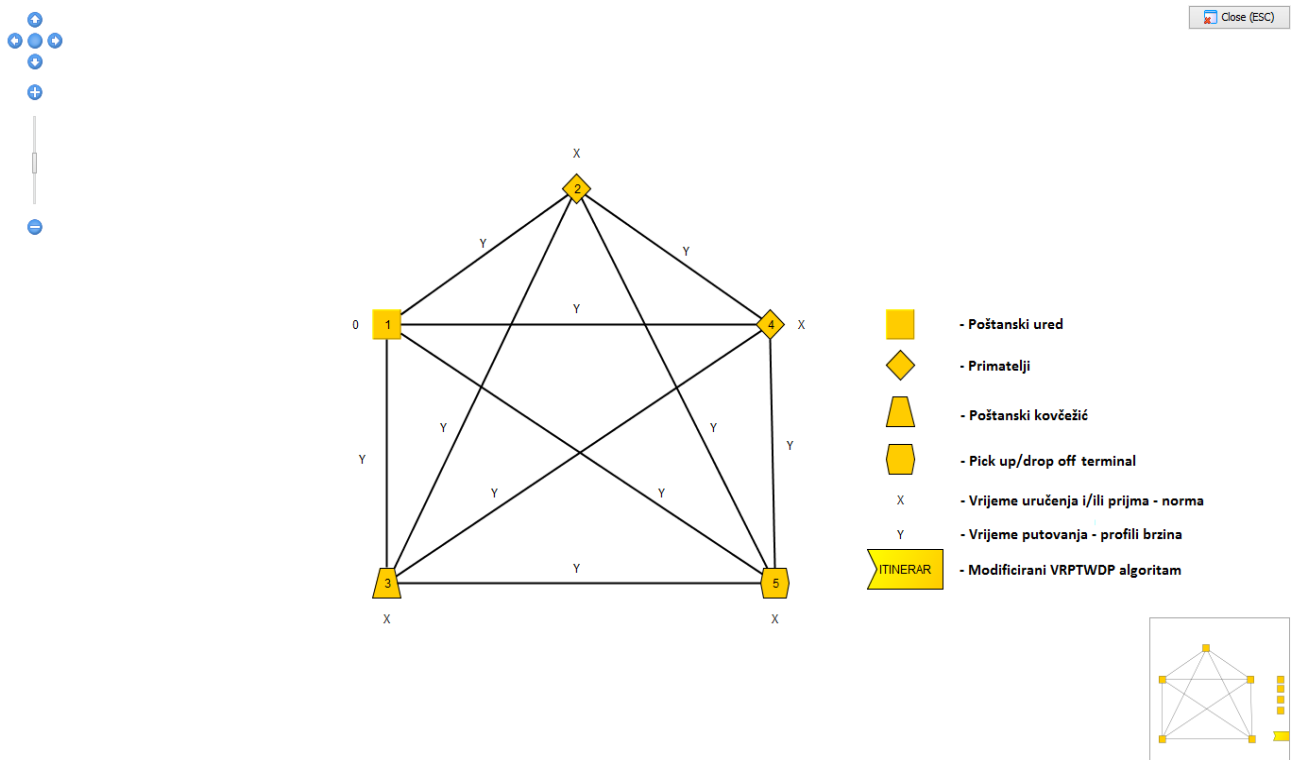 Close (ESC)
X
2
Y
Y
Y
0
1
4
X
Y
Y
Y
Y
Y
Y
Y
3
5
X
X
- Poštanski ured
- Primatelji
- Poštanski kovčežić
- Pick up/drop off terminal
X - Vrijeme uručenja i/ili prijma - norma
Y - Vrijeme putovanja - profili brzina
ITINERAR - Modificirani VRPTWDP algoritam